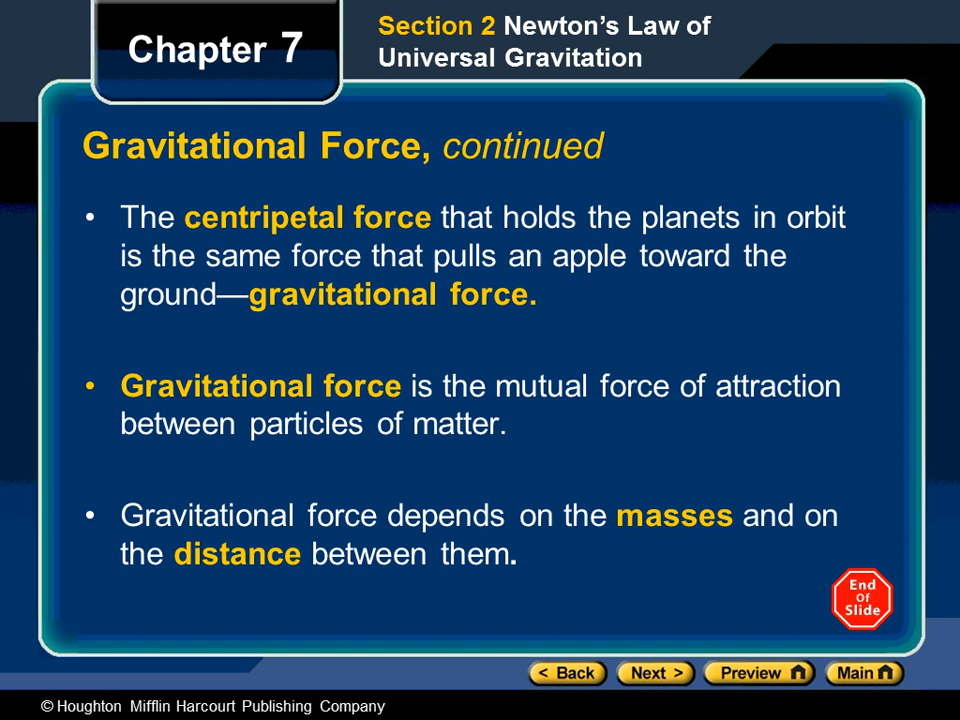 Chapter 7
Section 2 Newton’s Law of
Universal Gravitation
Gravitational Force, continued
• The centripetal force that holds the planets in orbit
is the same force that pulls an apple toward the
ground—gravitational force.
• Gravitational force is the mutual force of attraction
between particles of matter.
• Gravitational force depends on the masses and on
the distance between them.
End
Of
Slide
< Back
Next >
Preview
Main
© Houghton Mifflin Harcourt Publishing Company